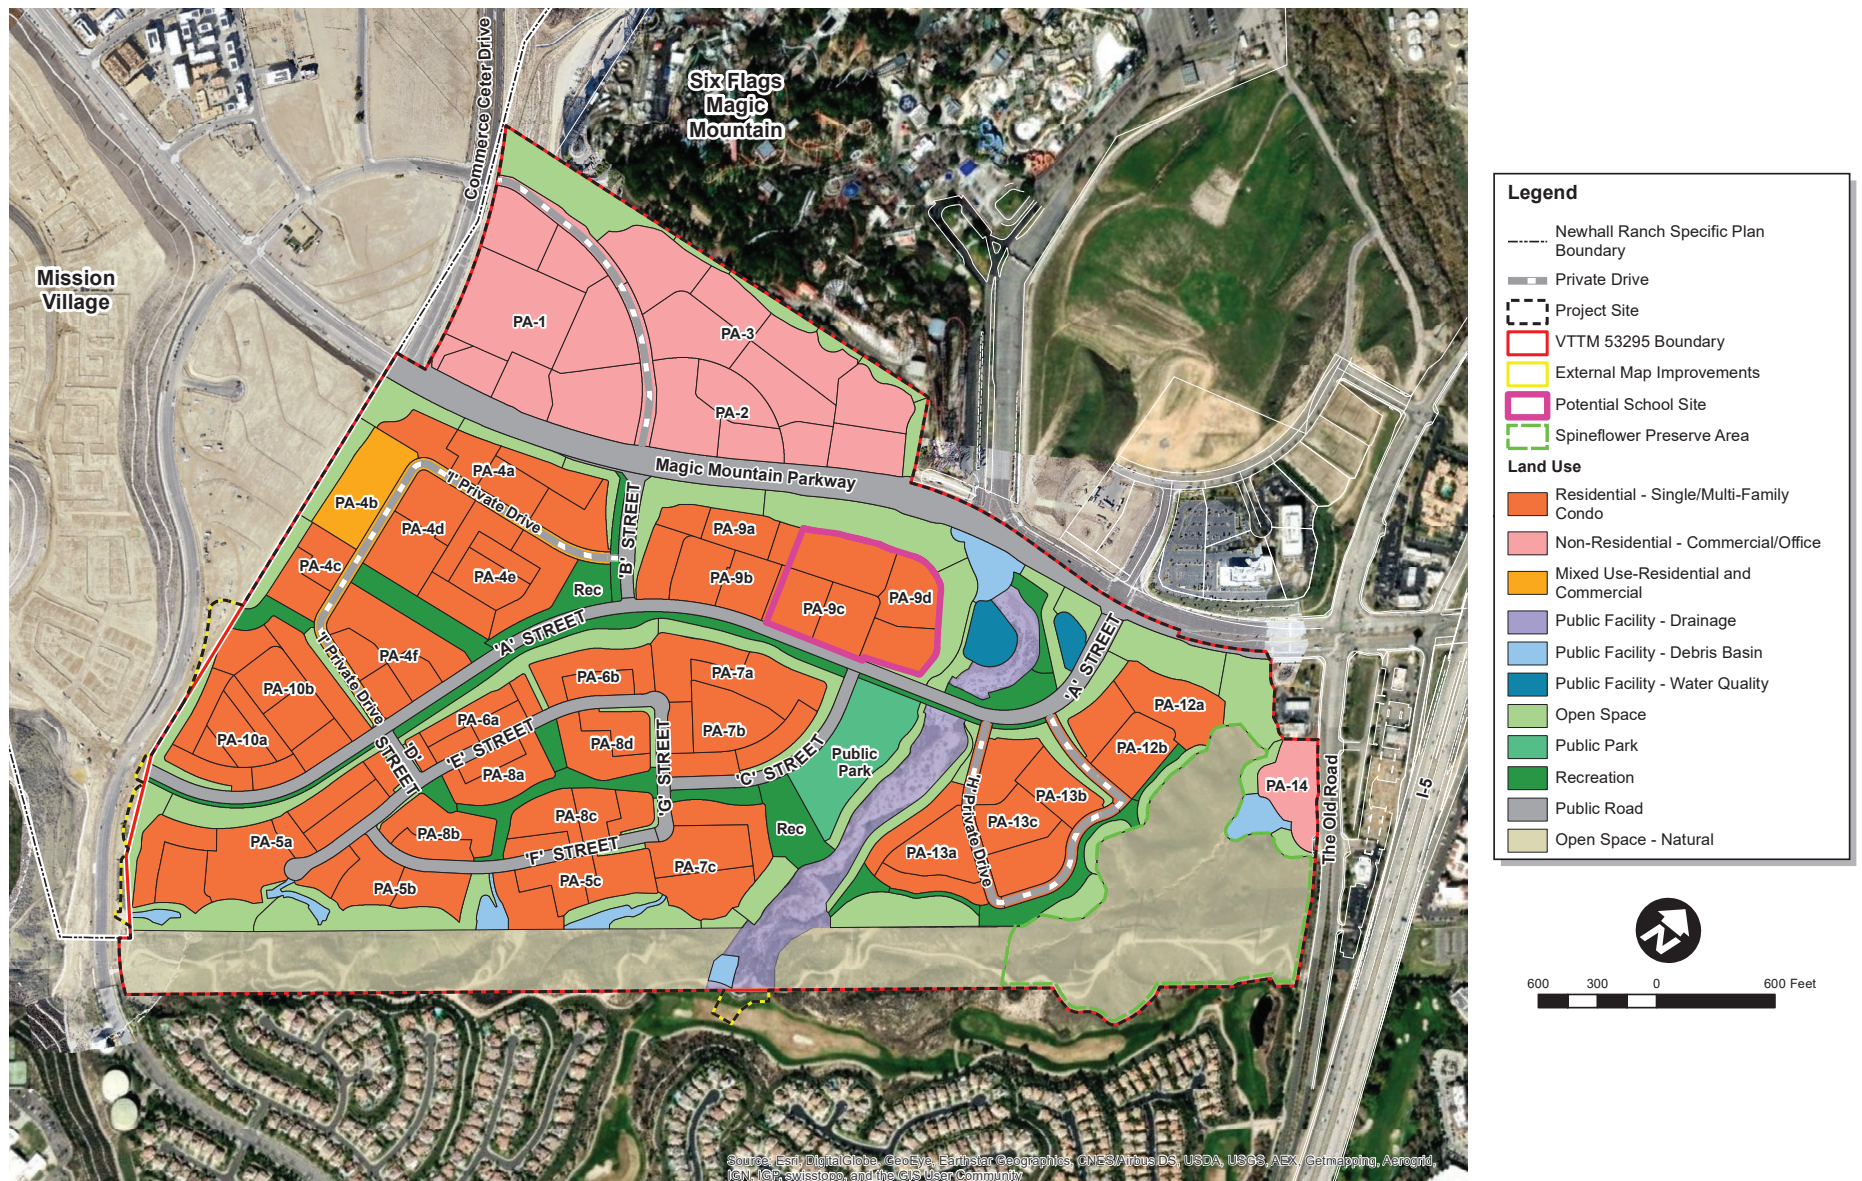 Commerce Ceter Drive
Six Flags
Magic
Mountain
Mission
Village
PA-1
PA-3
PA-2
Magic Mountain Parkway
PA-4a
'I' Private Drive
PA-4b
PA-4d
PA-4c
PA-4e
Rec
'B' STREET
PA-9a
PA-9b
PA-9c
PA-9d
'A' STREET
'A' STREET
'I' Private Drive
PA-4f
PA-10b
PA-10a
PA-6b
PA-7a
PA-6a
PA-7b
PA-8d
'E' STREET
'D'
STREET
PA-8a
'G' STREET
'C' STREET
Public
Park
PA-12a
PA-12b
PA-14
PA-13b
PA-13c
PA-13a
'H' Private Drive
PA-8c
PA-8b
PA-5a
Rec
'F' STREET
PA-7c
PA-5c
PA-5b
The Old Road
I-5
Source: Esri, DigitalGlobe, GeoEye, Earthstar Geographics, CNES/Airbus DS, USDA, USGS, AEX, Getmapping, Aerogrid,
IGN, IGP, swisstopo, and the GIS User Community
Legend
Newhall Ranch Specific Plan
Boundary
Private Drive
Project Site
VTTM 53295 Boundary
External Map Improvements
Potential School Site
Spineflower Preserve Area
Land Use
Residential - Single/Multi-Family
Condo
Non-Residential - Commercial/Office
Mixed Use-Residential and
Commercial
Public Facility - Drainage
Public Facility - Debris Basin
Public Facility - Water Quality
Open Space
Public Park
Recreation
Public Road
Open Space - Natural
N
600 300 0 600 Feet